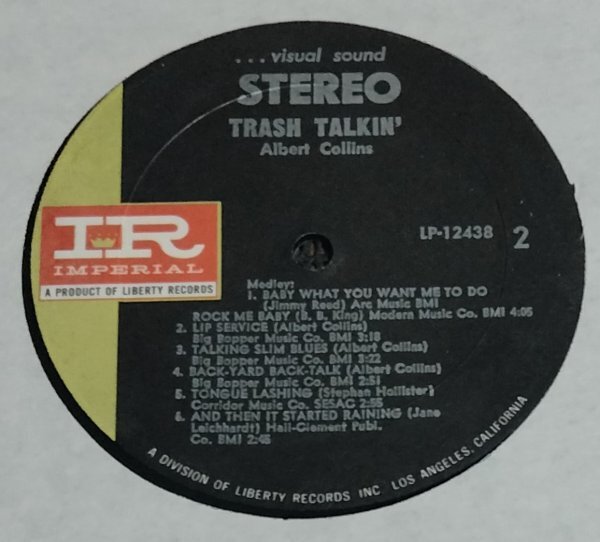 ...visual sound
STEREO
TRASH TALKIN'
Albert Collins
IR
IMPERIAL
A PRODUCT OF LIBERTY RECORDS
LP-12438 2
Medley:
1. BABY WHAT YOU WANT ME TO DO
(Jimmy Reed) Arc Music BMI
ROCK ME BABY (B. B. King) Modern Music Co. BMI 4:05
2. LIP SERVICE (Albert Collins)
Big Bopper Music Co. BMI 3:18
3. TALKING SLIM BLUES (Albert Collins)
Big Bopper Music Co. BMI 3:22
4. BACK-YARD BACK-TALK (Albert Collins)
Big Bopper Music Co. BMI 2:51
5. TONGUE LASHING (Stephan Hollister)
Corridor Music Co. SESAC 2:55
6. AND THEN IT STARTED RAINING (Jane
Leichhardt) Hall-Clement Publ.
Co. BMI 2:48
A DIVISION OF LIBERTY RECORDS INC. LOS ANGELES, CALIFORNIA